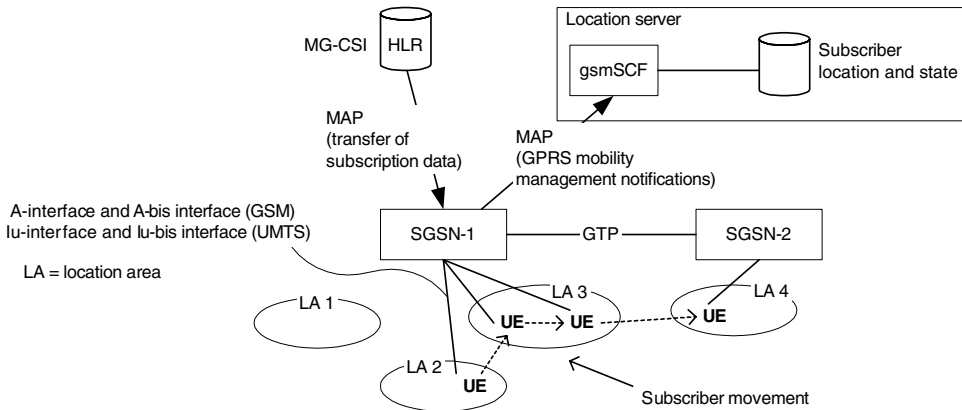 Location server
MG-CSI
HLR
gsmSCF
Subscriber
location and state
MAP
(transfer of
subscription data)
MAP
(GPRS mobility
management notifications)
A-interface and A-bis interface (GSM)
Iu-interface and Iu-bis interface (UMTS)
SGSN-1
GTP
SGSN-2
LA = location area
LA 1
LA 3
LA 4
UE
UE
UE
LA 2
UE
Subscriber movement